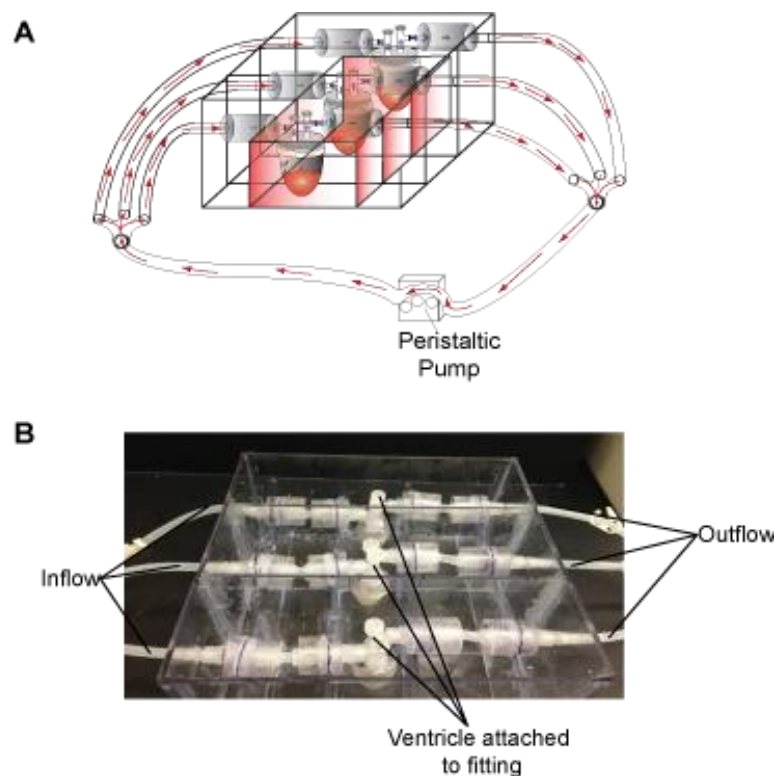 A
Peristaltic
Pump
B
Inflow
Outflow
Ventricle attached
to fitting